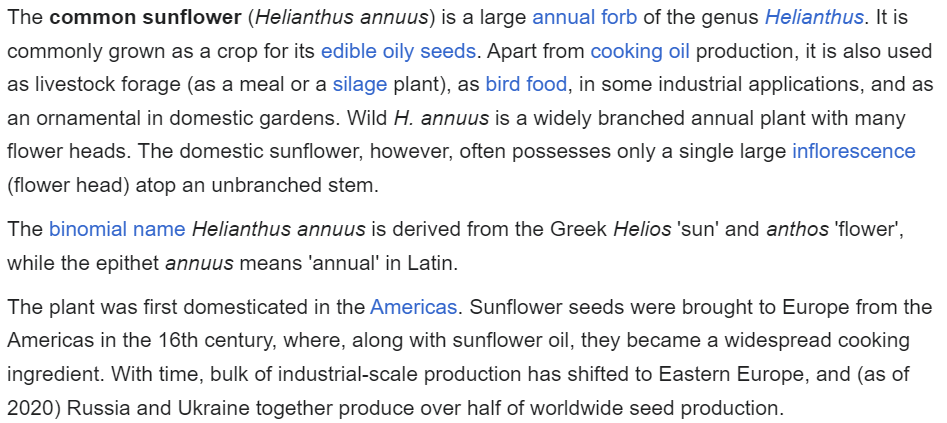 The common sunflower (Helianthus annuus) is a large annual forb of the genus Helianthus. It is
commonly grown as a crop for its edible oily seeds. Apart from cooking oil production, it is also used
as livestock forage (as a meal or a silage plant), as bird food, in some industrial applications, and as
an ornamental in domestic gardens. Wild H. annuus is a widely branched annual plant with many
flower heads. The domestic sunflower, however, often possesses only a single large inflorescence
(flower head) atop an unbranched stem.
The binomial name Helianthus annuus is derived from the Greek Helios 'sun' and anthos 'flower',
while the epithet annuus means 'annual' in Latin.
The plant was first domesticated in the Americas. Sunflower seeds were brought to Europe from the
Americas in the 16th century, where, along with sunflower oil, they became a widespread cooking
ingredient. With time, bulk of industrial-scale production has shifted to Eastern Europe, and (as of
2020) Russia and Ukraine together produce over half of worldwide seed production.